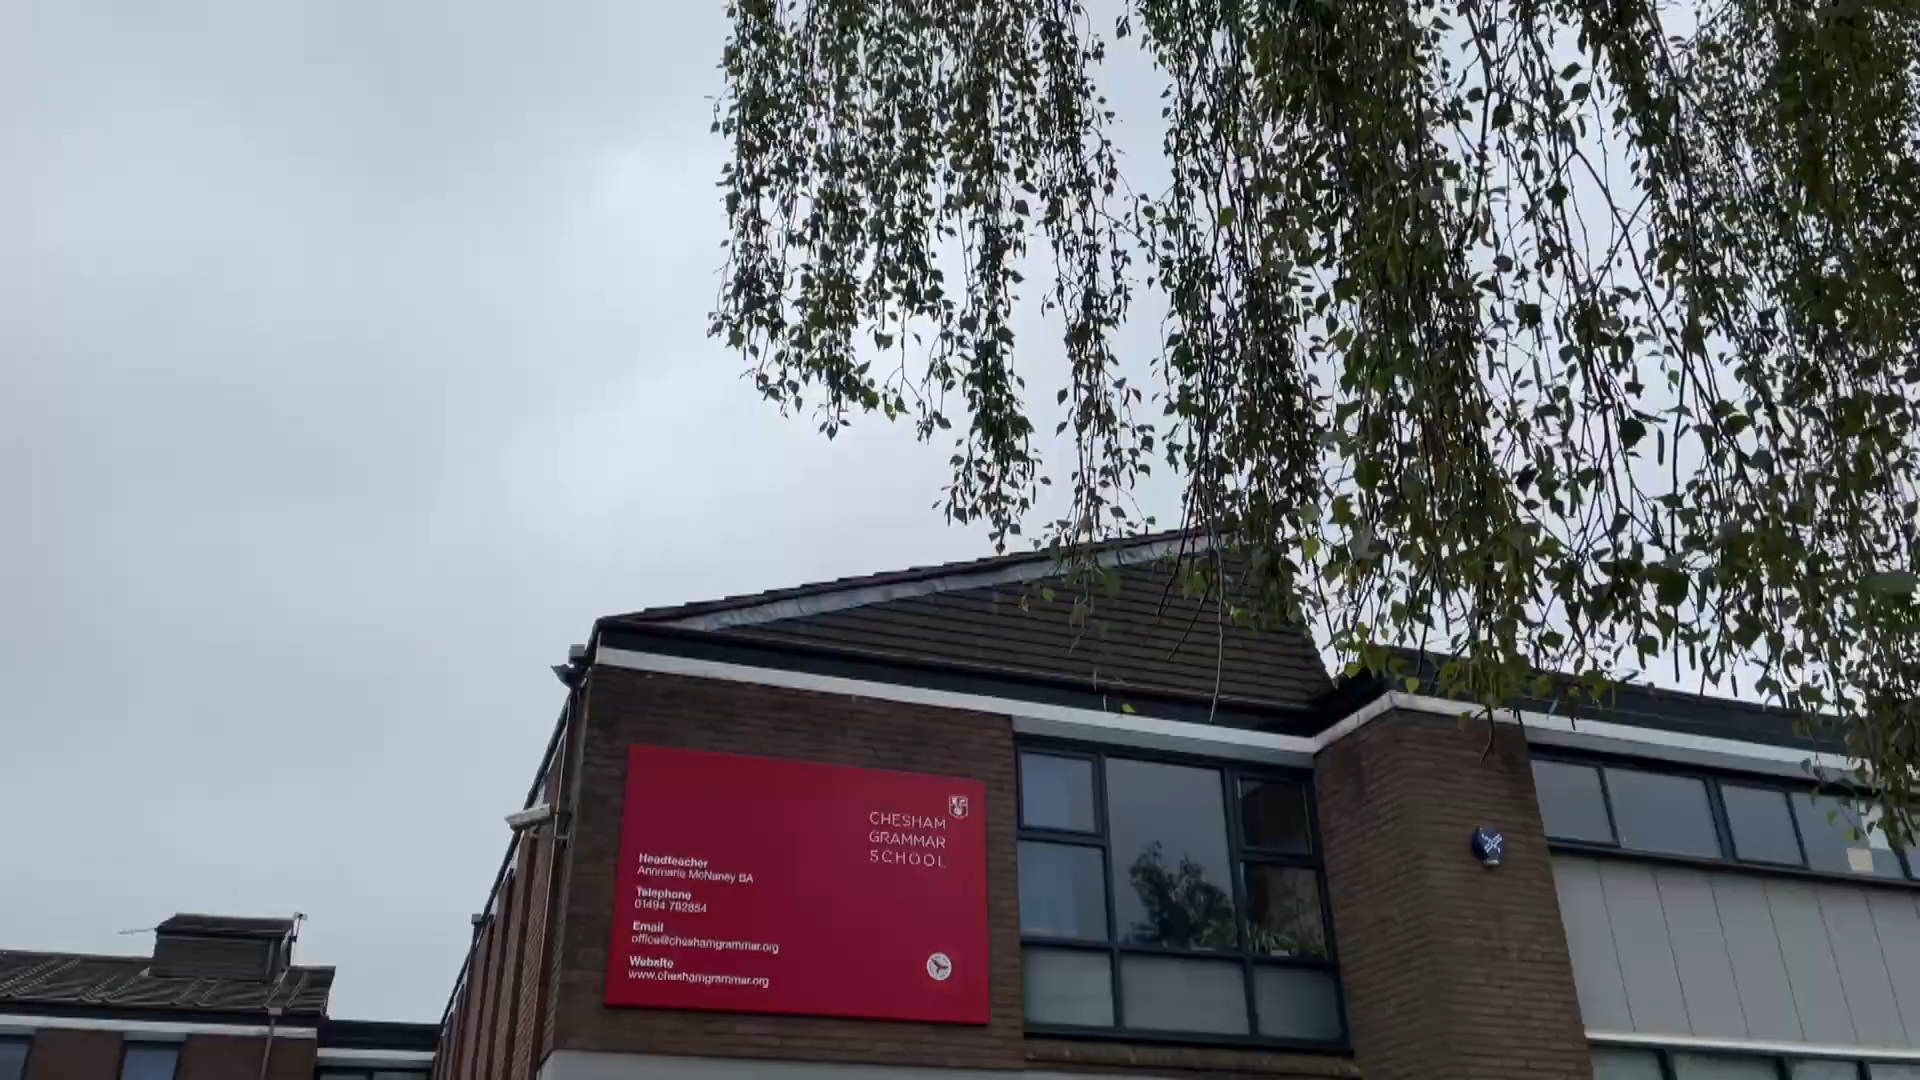 CHESHAM
GRAMMAR
SCHOOL
Headteacher
Annmarie McNaney BA
Telephone
01494 782854
Email
office@cheshamgrammar.org
Website
www.cheshamgrammar.org